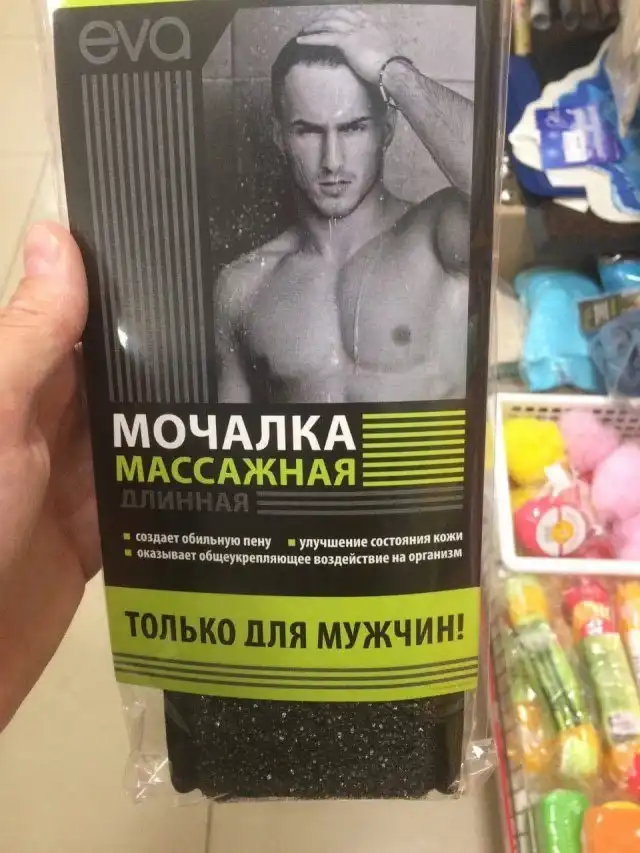 eva
МОЧАЛКА
МАССАЖНАЯ
ДЛИННАЯ
создает обильную пену
улучшение состояния кожи
оказывает общеукрепляющее воздействие на организм
ТОЛЬКО ДЛЯ МУЖЧИН!